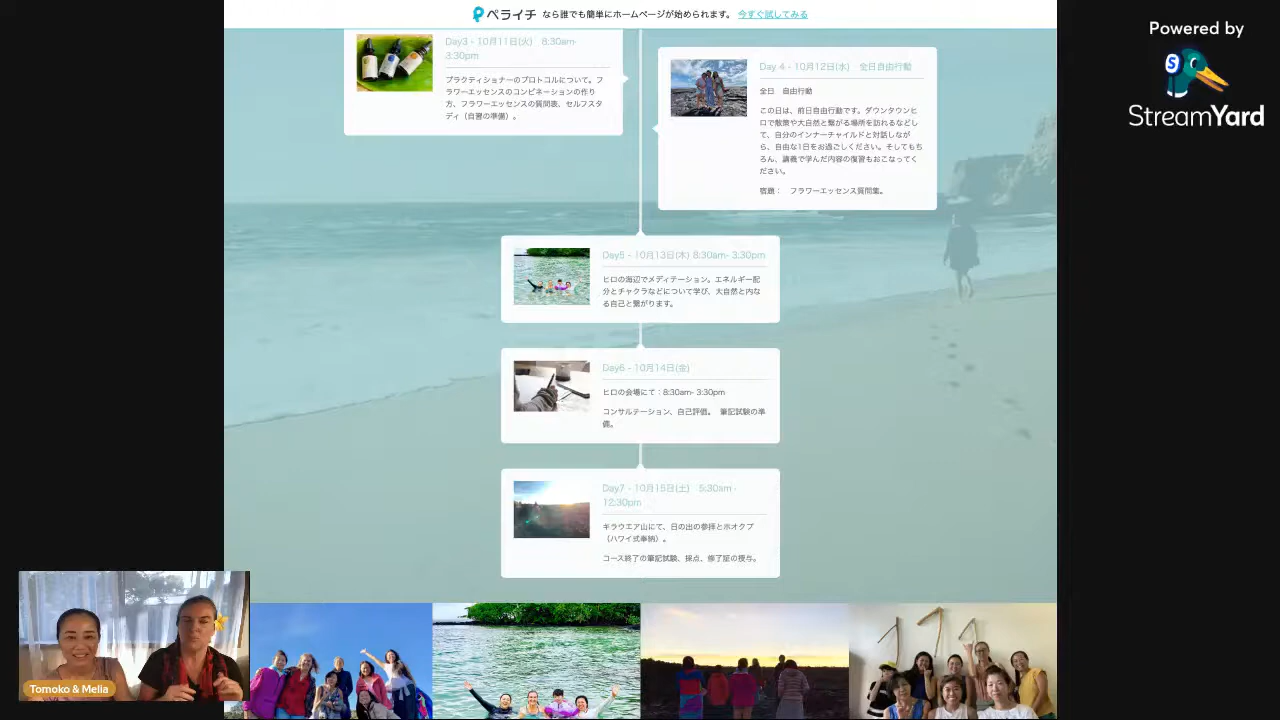 ペライチ なら誰でも簡単にホームページが始められます。 今すぐ試してみる
Powered by
StreamYard
Day3 - 10月11日(火) 8:30am-
3:30pm
プラクティショナーのプロトコルについて。フ
ラワーエッセンスのコンビネーションの作り
方、フラワーエッセンスの質問表、セルフスタ
ディ（自習の準備）。
Day 4 - 10月12日(水) 全日自由行動
全日 自由行動
この日は、前日自由行動です。ダウンタウンヒ
ロで散策や大自然と繋がる場所を訪れるなどし
て、自分のインナーチャイルドと対話しなが
ら、自由な1日をお過ごしください。そしてもち
ろん、講義で学んだ内容の復習もおこなってく
ださい。
宿題： フラワーエッセンス質問集。
Day5 - 10月13日(木) 8:30am- 3:30pm
ヒロの海辺でメディテーション。エネルギー配
分とチャクラなどについて学び、大自然と内な
る自己と繋がります。
Day6 - 10月14日(金)
ヒロの会場にて：8:30am- 3:30pm
コンサルテーション、自己評価。 筆記試験の準
備。
Day7 - 10月15日(土) 5:30am -
12:30pm
キラウエア山にて、日の出の参拝とホオクプ
（ハワイ式奉納）。
コース終了の筆記試験、採点、修了証の授与。
Tomoko & Melia